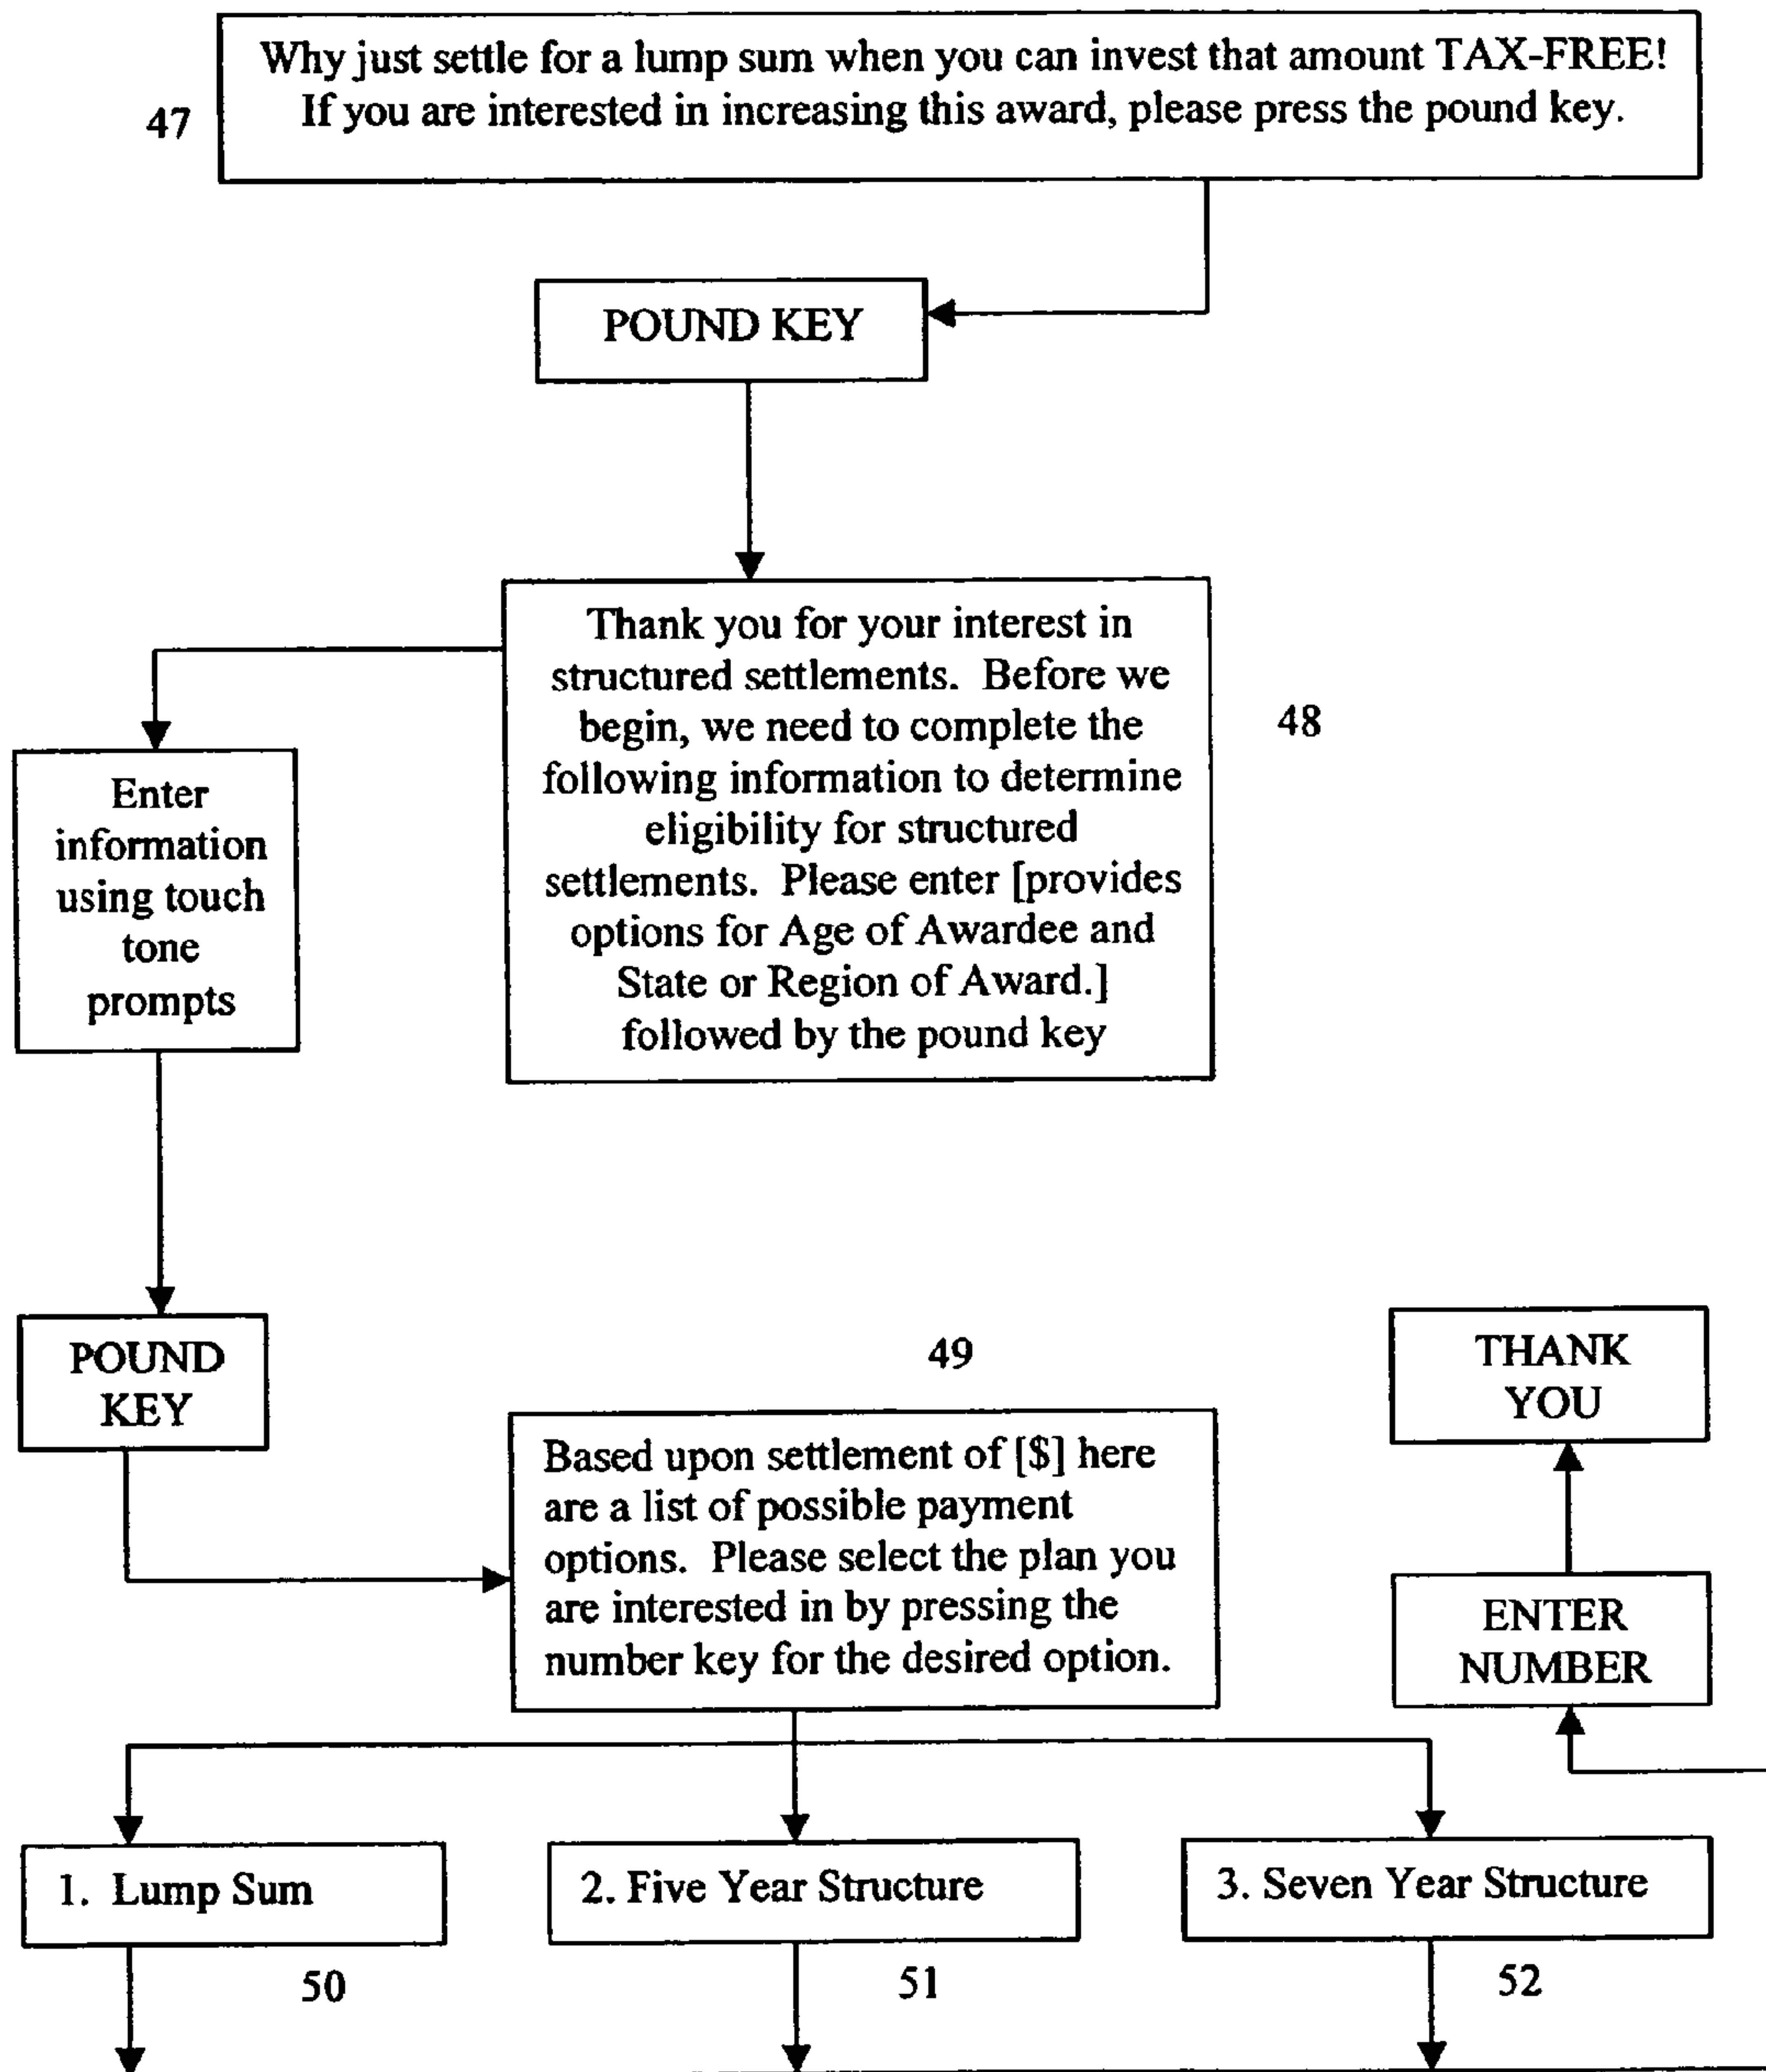 Why just settle for a lump sum when you can invest that amount TAX-FREE!
If you are interested in increasing this award, please press the pound key.
47
POUND KEY
Thank you for your interest in
structured settlements. Before we
begin, we need to complete the
following information to determine
eligibility for structured
settlements. Please enter [provides
options for Age of Awardee and
State or Region of Award.]
followed by the pound key
48
Enter
information
using touch
tone
prompts
POUND
KEY
49
Based upon settlement of [$] here
are a list of possible payment
options. Please select the plan you
are interested in by pressing the
number key for the desired option.
THANK
YOU
ENTER
NUMBER
1. Lump Sum
2. Five Year Structure
3. Seven Year Structure
50
51
52